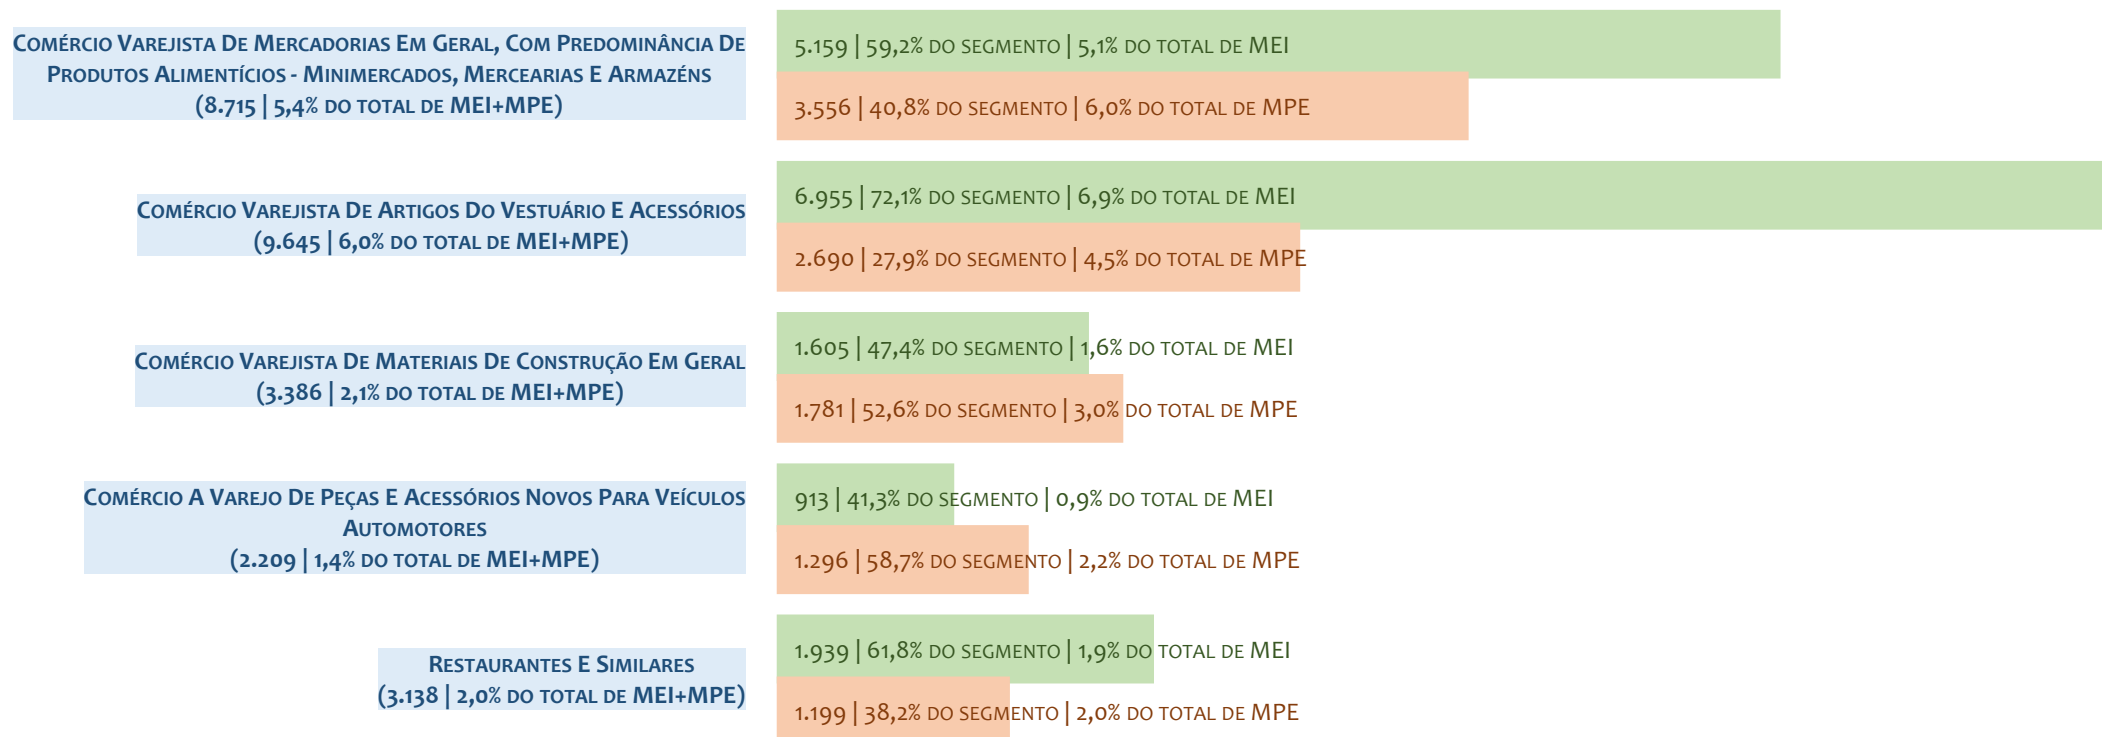 Comércio Varejista De Mercadorias Em Geral, Com Predominância De
Produtos Alimentícios - Minimercados, Mercearias E Armazéns
(8.715 | 5,4% do total de MEI+MPE)
5.159 | 59,2% do segmento | 5,1% do total de MEI
3.556 | 40,8% do segmento | 6,0% do total de MPE
Comércio Varejista De Artigos Do Vestuário E Acessórios
(9.645 | 6,0% do total de MEI+MPE)
6.955 | 72,1% do segmento | 6,9% do total de MEI
2.690 | 27,9% do segmento | 4,5% do total de MPE
Comércio Varejista De Materiais De Construção Em Geral
(3.386 | 2,1% do total de MEI+MPE)
1.605 | 47,4% do segmento | 1,6% do total de MEI
1.781 | 52,6% do segmento | 3,0% do total de MPE
Comércio A Varejo De Peças E Acessórios Novos Para Veículos
Automotores
(2.209 | 1,4% do total de MEI+MPE)
913 | 41,3% do segmento | 0,9% do total de MEI
1.296 | 58,7% do segmento | 2,2% do total de MPE
Restaurantes E Similares
(3.138 | 2,0% do total de MEI+MPE)
1.939 | 61,8% do segmento | 1,9% do total de MEI
1.199 | 38,2% do segmento | 2,0% do total de MPE